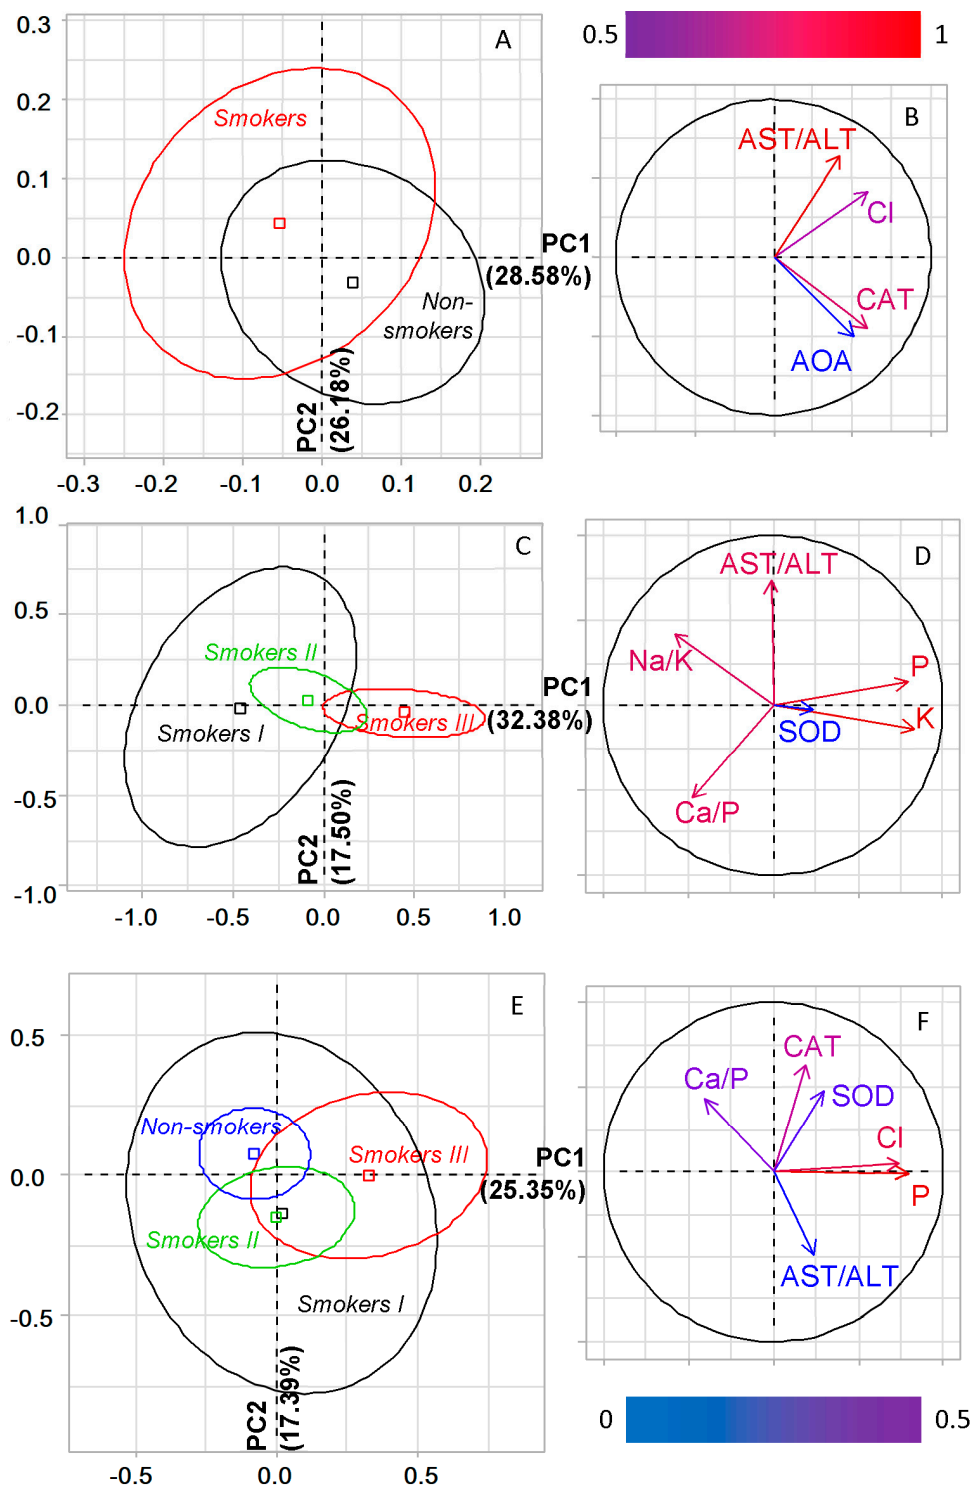 0.3
A
0.5
1
0.2
Smokers
B
AST/ALT
0.1
Cl
PC1
0.0
(28.58%)
Non-
smokers
CAT
-0.1
AOA
PC2
(26.18%)
-0.2
-0.3 -0.2 -0.1 0.0 0.1 0.2
1.0
C
D
AST/ALT
0.5
Smokers II
Na/K
P
PC1
0.0
(32.38%)
Smokers III
K
Smokers I
SOD
-0.5
Ca/P
PC2
(17.50%)
-1.0
-1.0 -0.5 0.0 0.5 1.0
E
F
0.5
CAT
Ca/P
SOD
Non-smokers
Cl
Smokers III
PC1
0.0
(25.35%)
P
Smokers II
AST/ALT
Smokers I
-0.5
PC2
(17.39%)
0
0.5
-0.5 0.0 0.5